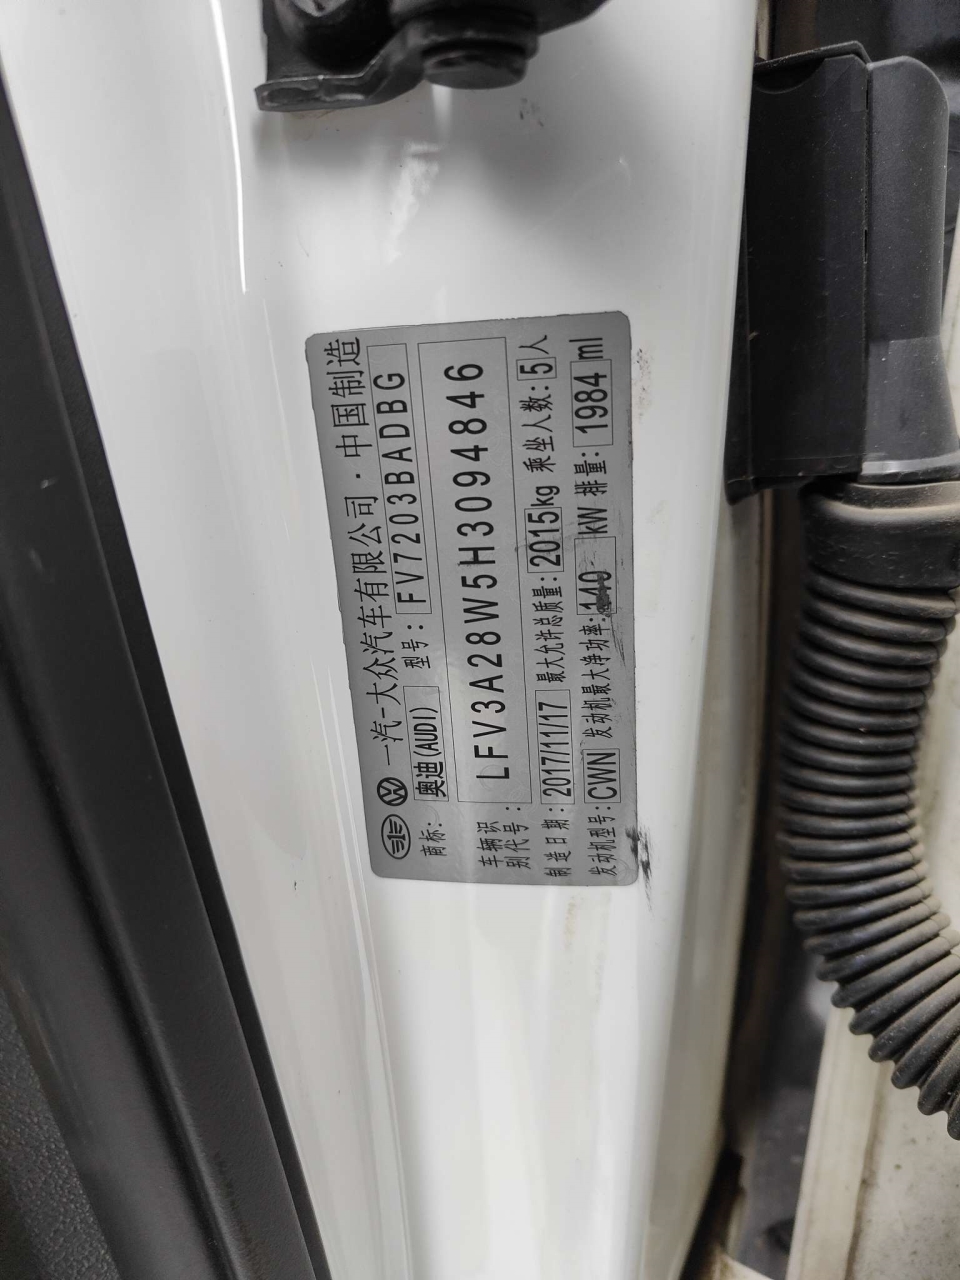 一汽-大众汽车有限公司·中国制造
商标: 奥迪(AUDI) 型号: FV7203BADBG
车辆识别代号: LFV3A28W5H3094846
制造日期: 2017/11/17 最大允许总质量: 2015kg 乘坐人数: 5人
发动机型号: CWN 发动机最大净功率: 140 kW 排量: 1984 ml